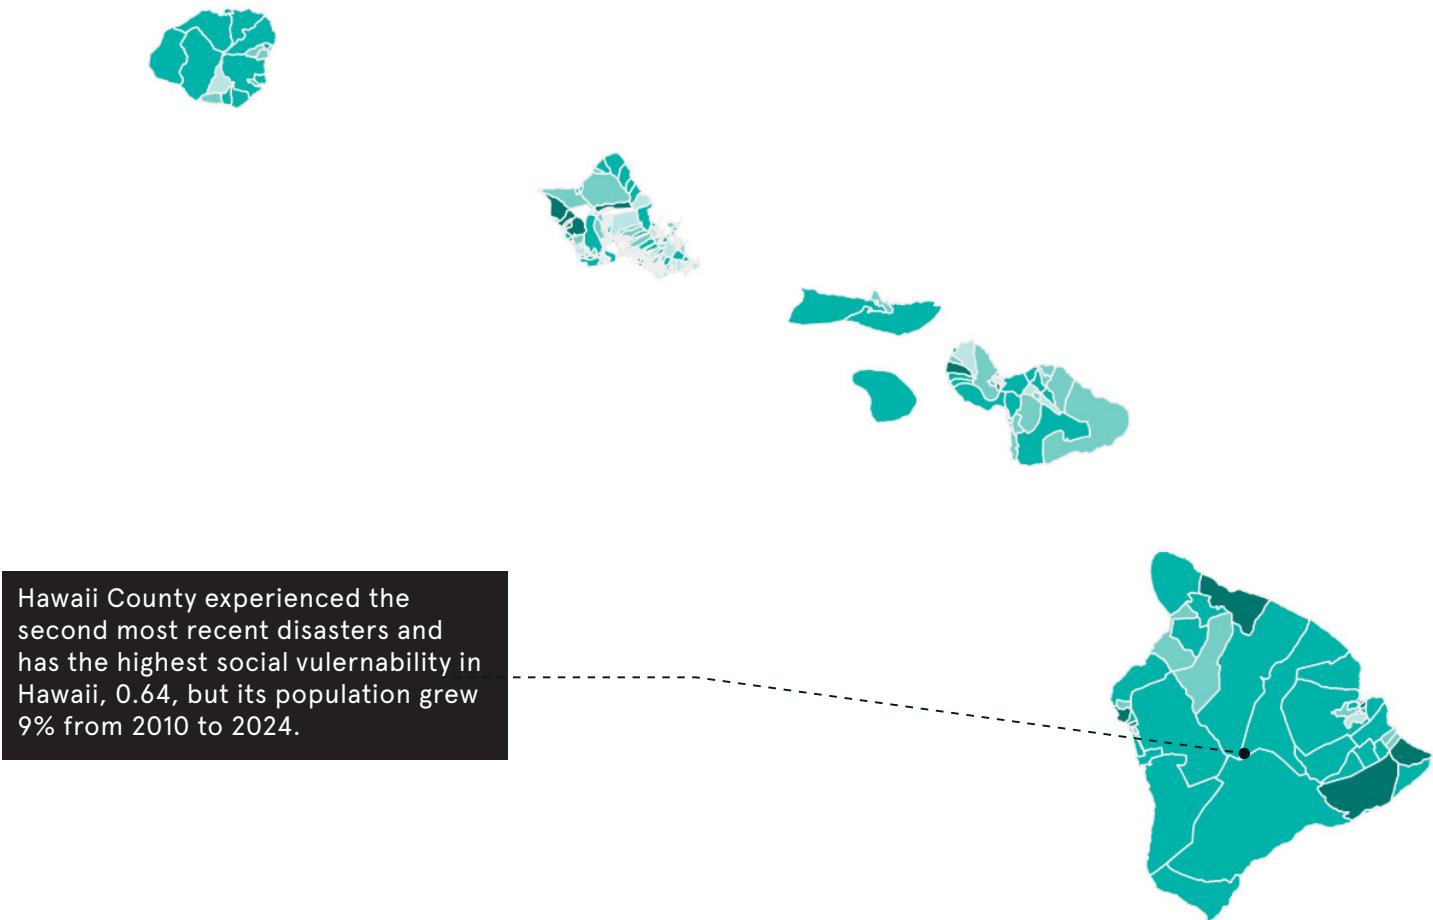 Hawaii County experienced the
second most recent disasters and
has the highest social vulernability in
Hawaii, 0.64, but its population grew
9% from 2010 to 2024.